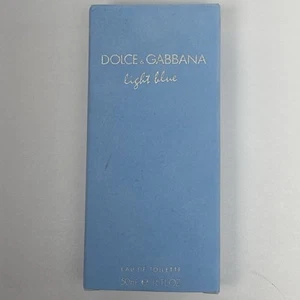 DOLCE & GABBANA
light blue
EAU DE TOILETTE